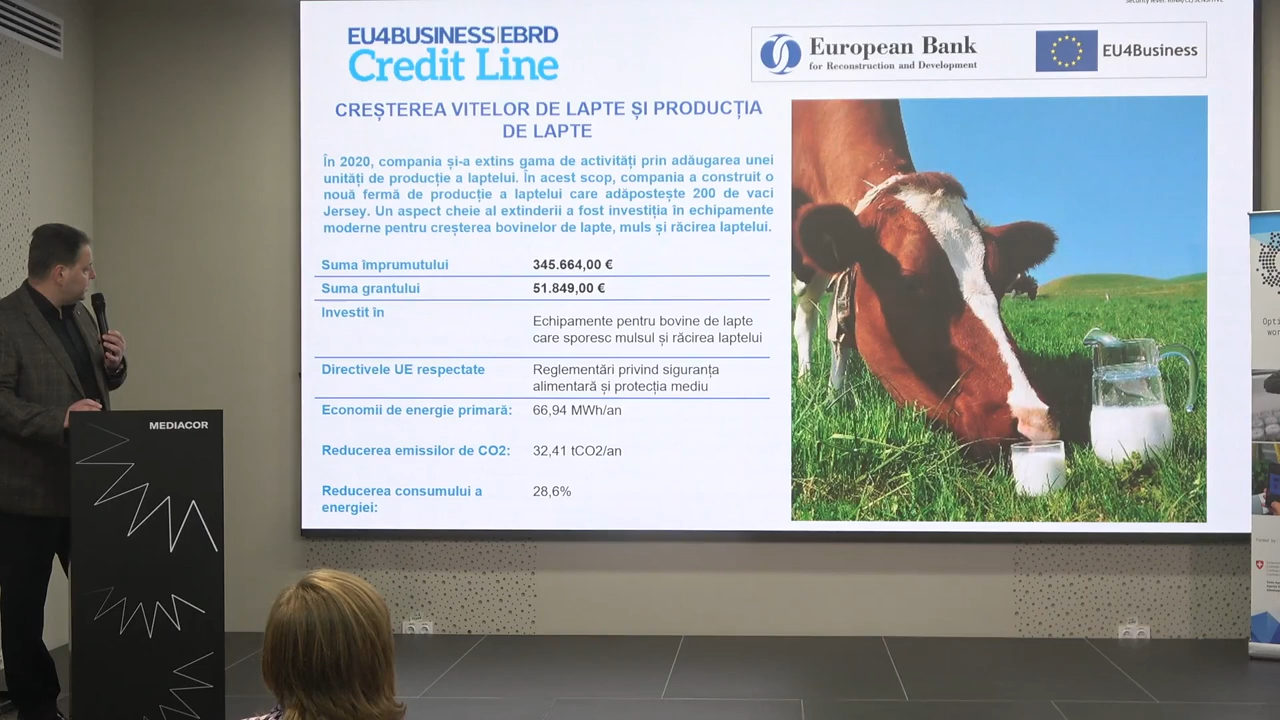 EU4BUSINESS|EBRD
Credit Line
European Bank
for Reconstruction and Development
EU4Business
CREȘTEREA VITELOR DE LAPTE ȘI PRODUCȚIA
DE LAPTE
În 2020, compania și-a extins gama de activități prin adăugarea unei
unități de producție a laptelui. În acest scop, compania a construit o
nouă fermă de producție a laptelui care adăpostește 200 de vaci
Jersey. Un aspect cheie al extinderii a fost investiția în echipamente
moderne pentru creșterea bovinelor de lapte, muls și răcirea laptelui.
Suma împrumutului 345.664,00 €
Suma grantului 51.849,00 €
Investit în
Echipamente pentru bovine de lapte
care sporesc mulsul și răcirea laptelui
Directivele UE respectate Reglementări privind siguranța
alimentară și protecția mediu
Economii de energie primară: 66,94 MWh/an
Reducerea emissilor de CO2: 32,41 tCO2/an
Reducerea consumului a 28,6%
energiei:
MEDIACOR